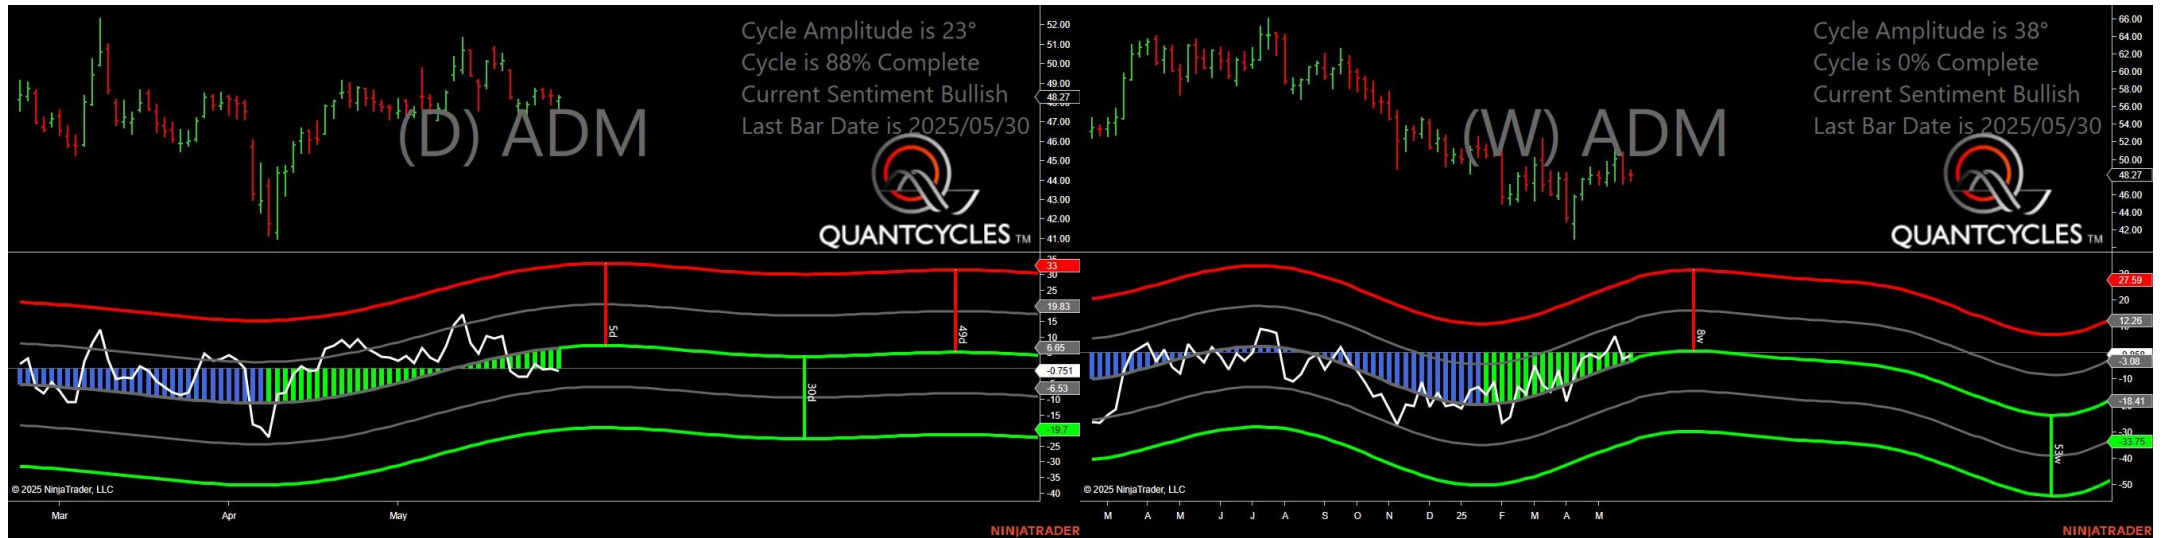 Cycle Amplitude is 23°
Cycle is 88% Complete
Current Sentiment Bullish
Last Bar Date is 2025/05/30
(D) ADM
QUANTCYCLES TM
52.00
51.00
50.00
49.00
48.27
47.00
46.00
45.00
44.00
43.00
42.00
41.00
33
30
25
19.83
15
10
6.65
-0.751
-6.53
-10
-15
-19.7
-25
-30
-35
-40
5d
30d
49d
© 2025 NinjaTrader, LLC
Mar Apr May
NINJATRADER
Cycle Amplitude is 38°
Cycle is 0% Complete
Current Sentiment Bullish
Last Bar Date is 2025/05/30
(W) ADM
QUANTCYCLES TM
66.00
64.00
62.00
60.00
58.00
56.00
54.00
52.00
50.00
48.27
46.00
44.00
42.00
27.59
20
12.26
-3.08
-10
-18.41
-30
-33.75
-40
-50
8w
53w
© 2025 NinjaTrader, LLC
M A M J J A S O N D 25 F M A M
NINJATRADER